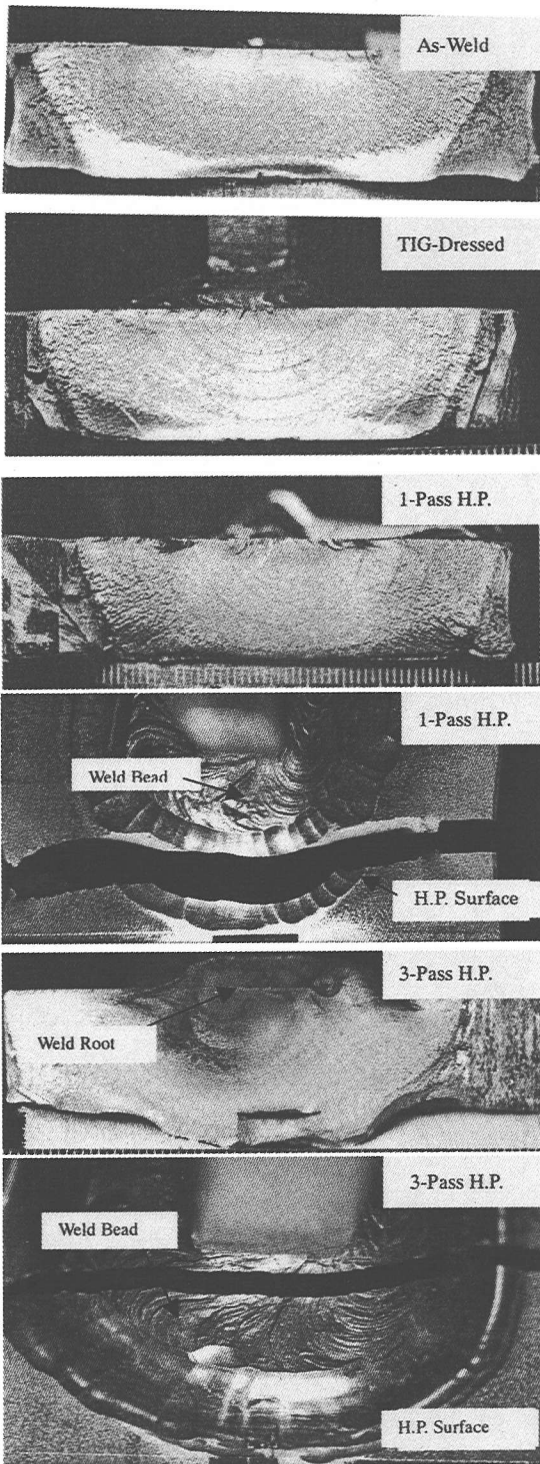 As-Weld
TIG-Dressed
1-Pass H.P.
1-Pass H.P.
Weld Bead
H.P. Surface
3-Pass H.P.
Weld Root
3-Pass H.P.
Weld Bead
H.P. Surface